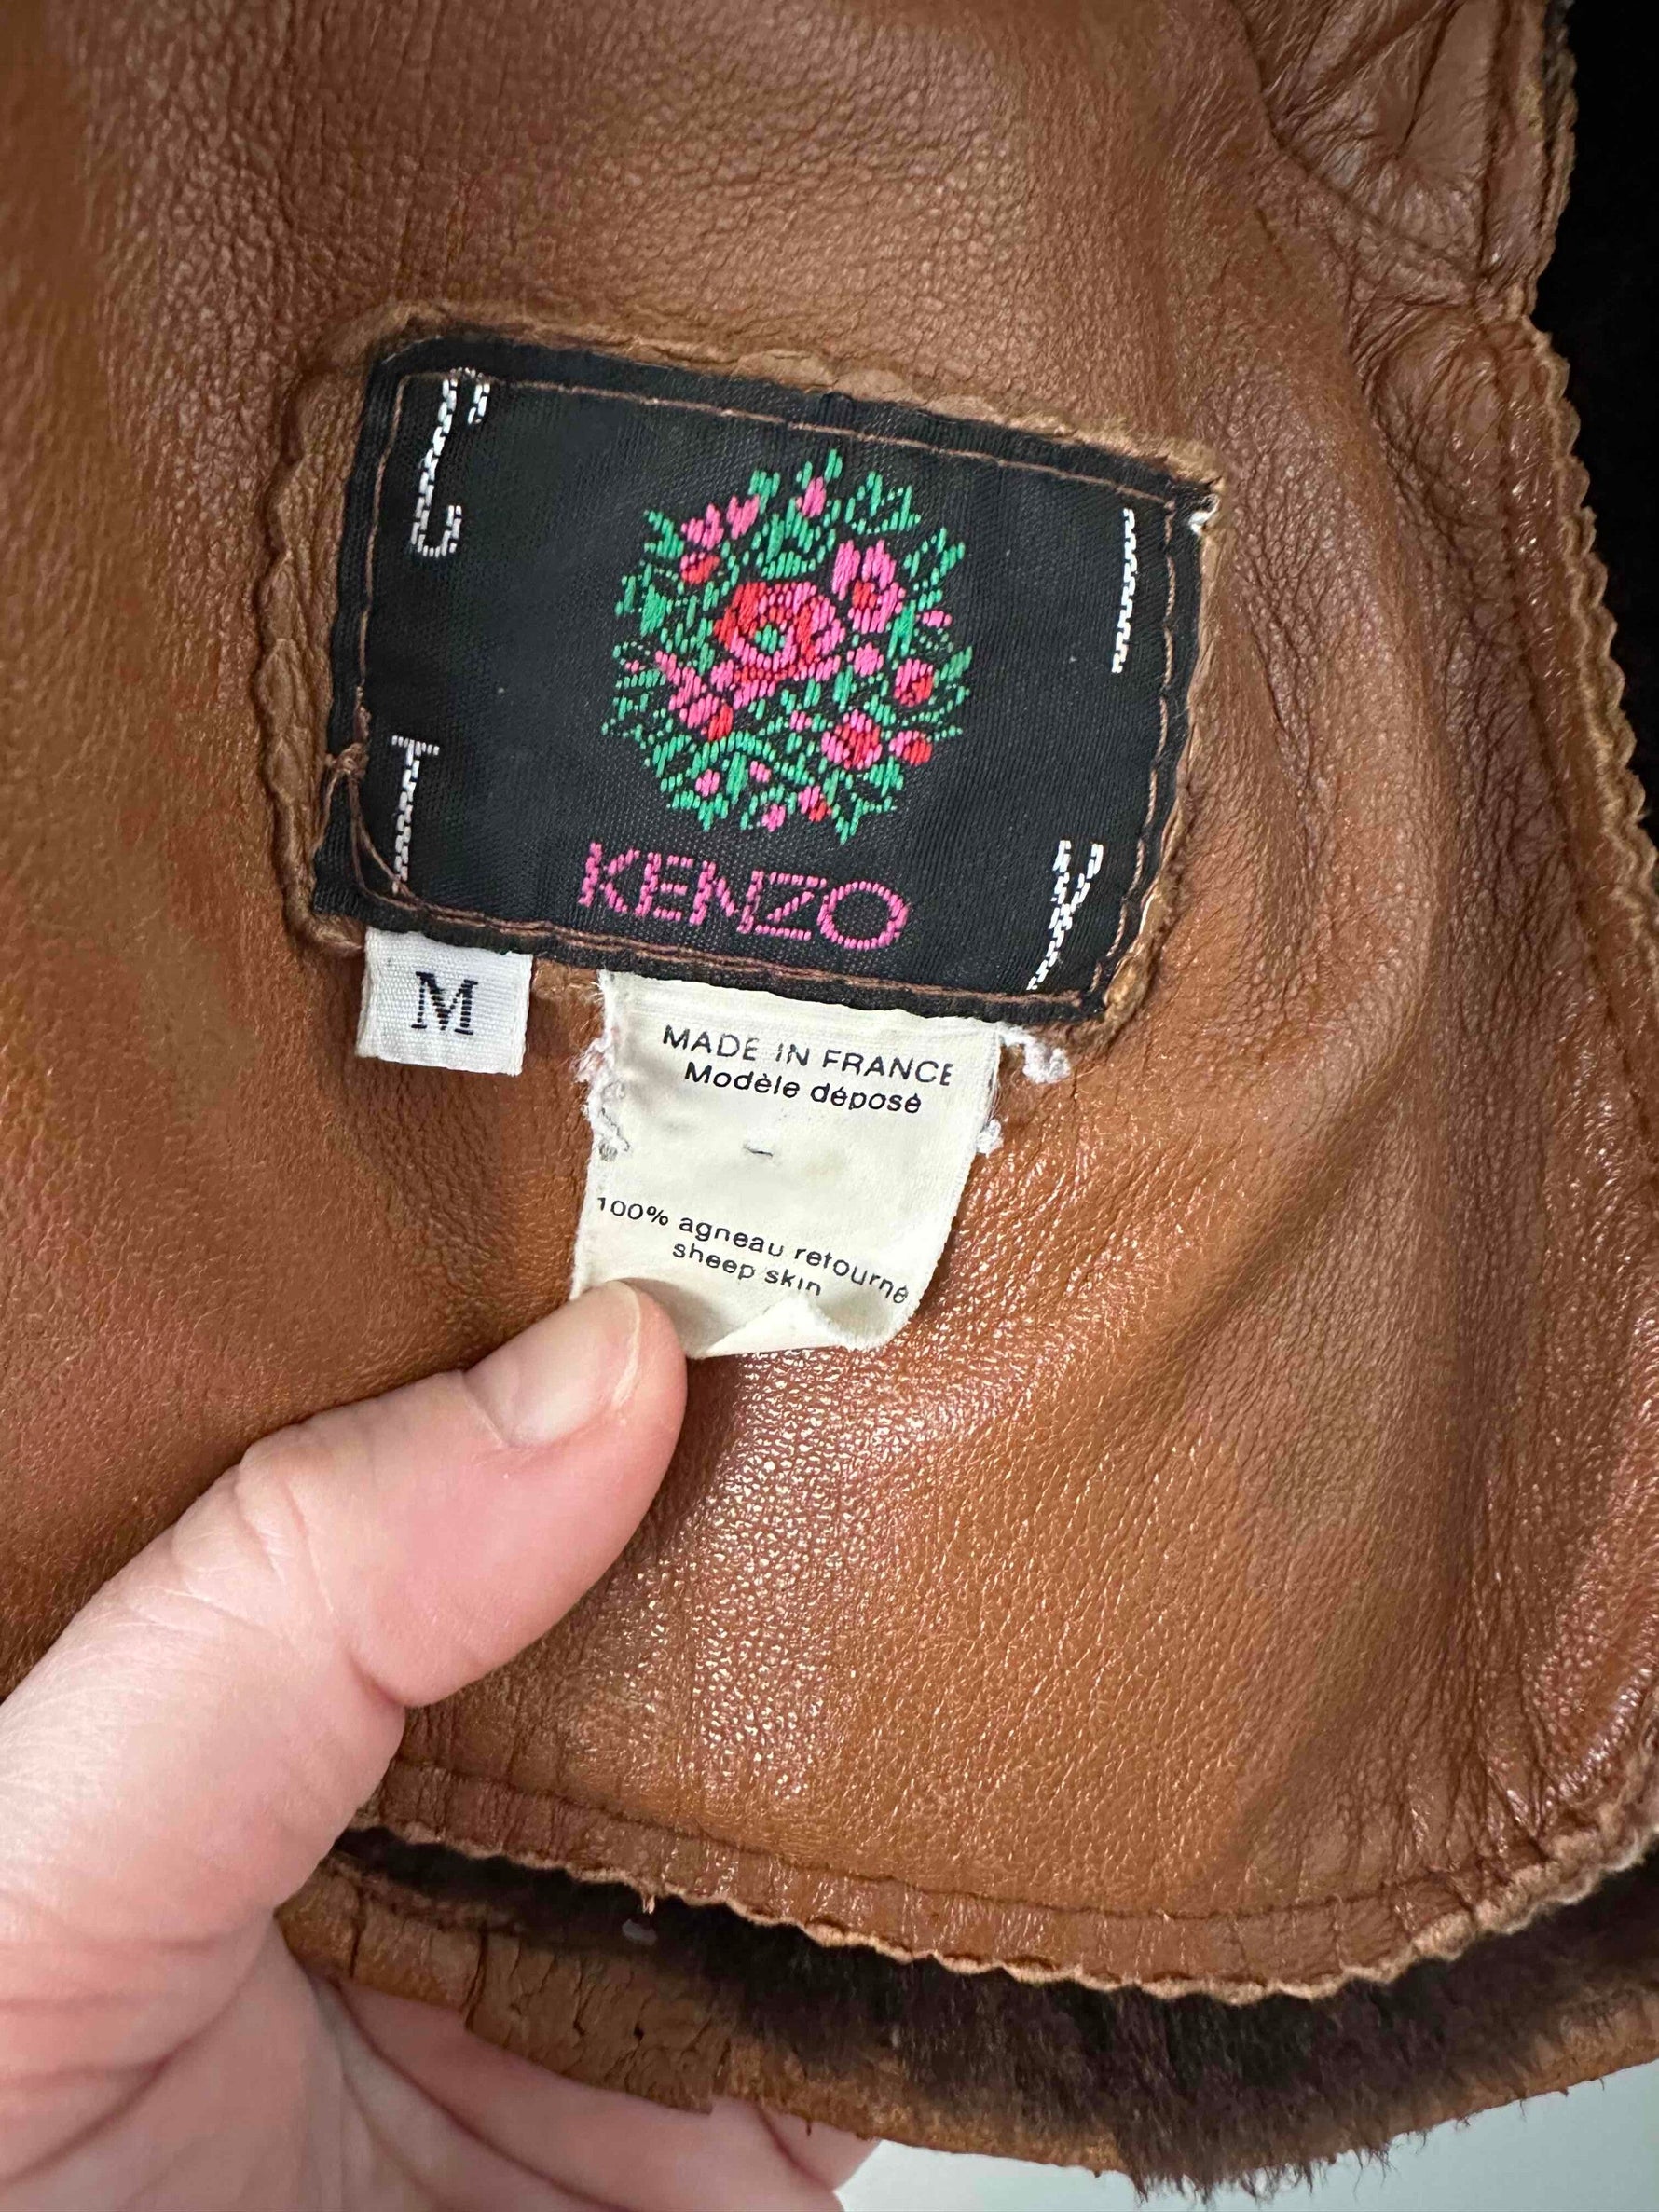 KENZO
M
MADE IN FRANCE
Modèle déposé
100% agneau retourné
sheep skin